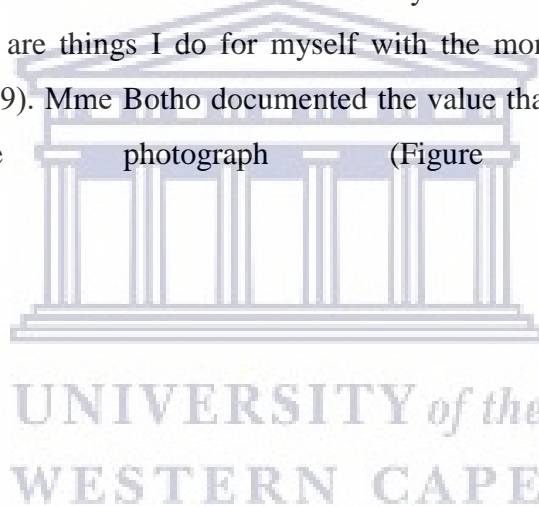 are things I do for myself with the mor
9). Mme Botho documented the value tha
photograph (Figure
UNIVERSITY of the
WESTERN CAPE